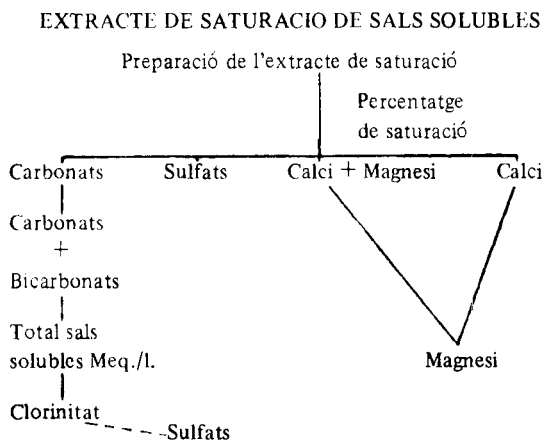 EXTRACTE DE SATURACIO DE SALS SOLUBLES
Preparació de l'extracte de saturació
Percentatge
de saturació
Carbonats Sulfats Calci + Magnesi Calci
Carbonats
+
Bicarbonats
Total sals
solubles Meq./l.
Magnesi
Clorinitat
Sulfats